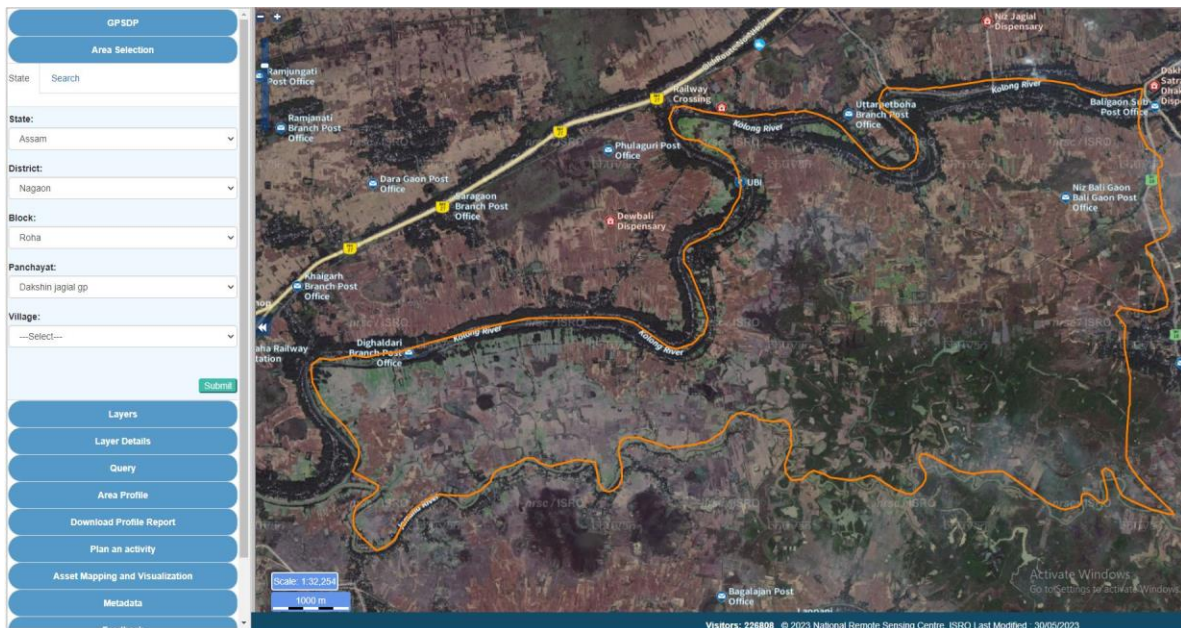 GPSDP
Area Selection
State
Search
State:
Assam
District:
Nagaon
Block:
Roha
Panchayat:
Dakshin jagial gp
Village:
---Select---
Submit
Layers
Layer Details
Query
Area Profile
Download Profile Report
Plan an activity
Asset Mapping and Visualization
Metadata
Niz Jagial
Dispensary
Ramjungati
Post Office
Railway
Crossing
Kolong River
Uttarpetboha
Branch Post
Office
Baligaon Sub
Post Office
Ramjanati
Branch Post
Office
Kolong River
Phulaguri Post
Office
Dara Gaon Post
Office
UBI
Niz Bali Gaon
Bali Gaon Post
Office
Saragaon
Branch Post
Office
Dewbali
Dispensary
Khaigarh
Branch Post
Office
Kolong River
Kolong River
Dighaldari
Branch Post
Office
nrsc / ISRO
Bagalajan Post
Office
Scale: 1:32,254
1000 m
Activate Windows
Go to Settings to activate Windows.
Visitors: 226808 © 2023 National Remote Sensing Centre, ISRO Last Modified : 30/05/2023